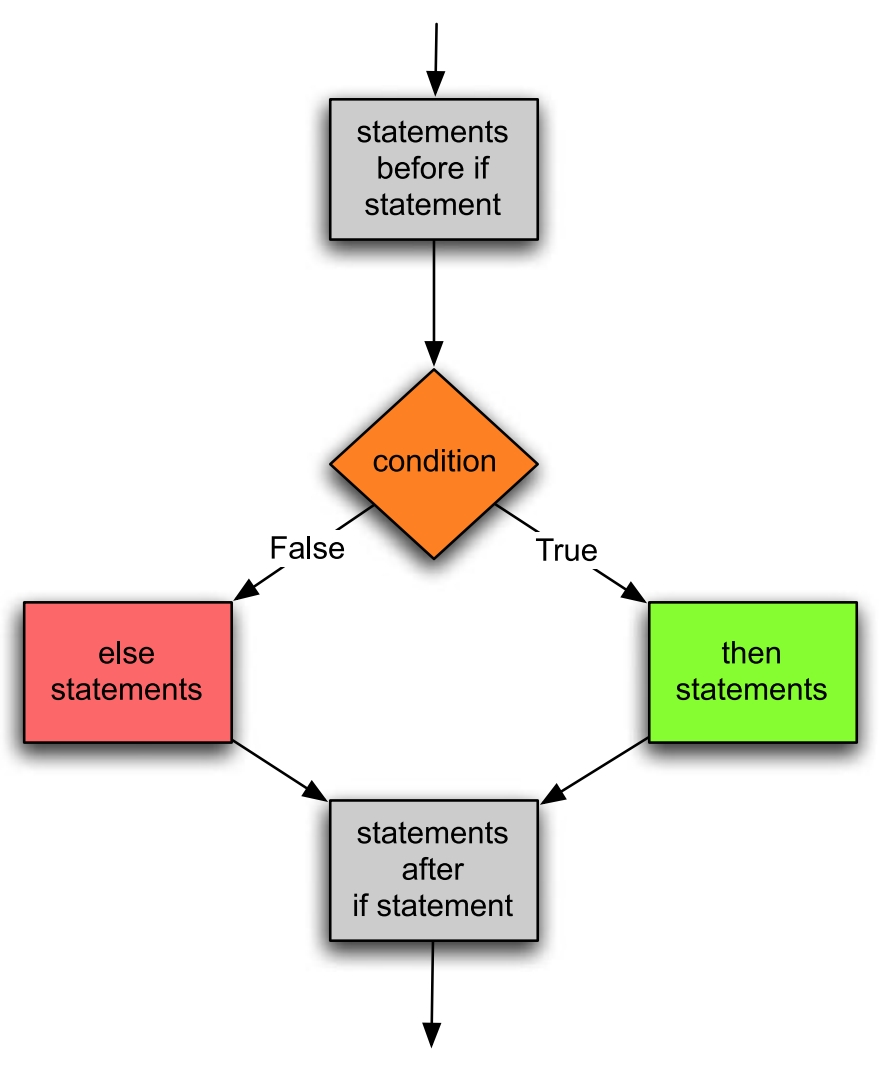 statements
before if
statement
condition
False
True
else
statements
then
statements
statements
after
if statement